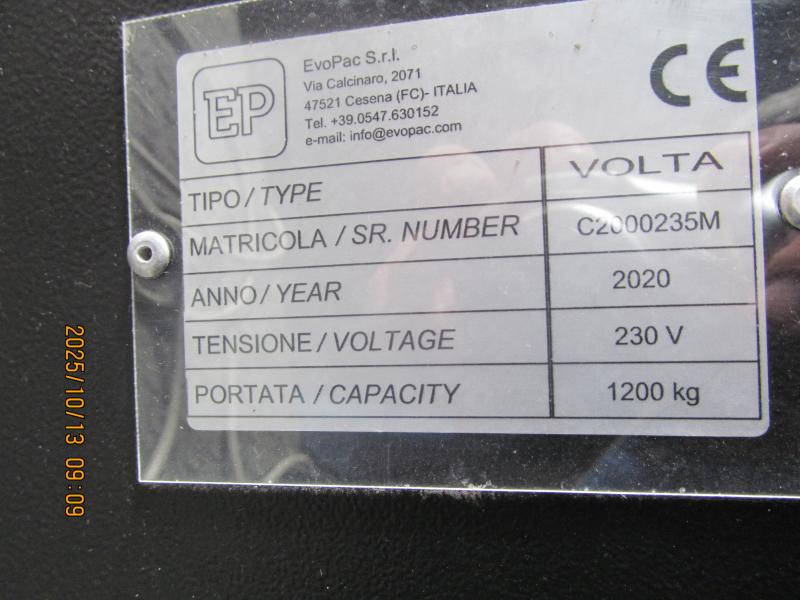 EP
EvoPac S.r.l.
Via Calcinaro, 2071
47521 Cesena (FC)- ITALIA
Tel. +39.0547.630152
e-mail: info@evopac.com
CE
TIPO/TYPE VOLTA
MATRICOLA / SR. NUMBER C2000235M
ANNO/YEAR 2020
TENSIONE/VOLTAGE 230 V
PORTATA / CAPACITY 1200 kg
2025/10/13 09:09